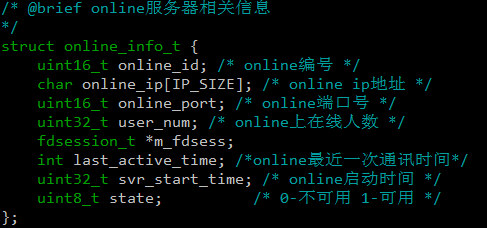 /* @brief online服务器相关信息
*/
struct online_info_t {
    uint16_t online_id; /* online编号 */
    char online_ip[IP_SIZE]; /* online ip地址 */
    uint16_t online_port; /* online端口号 */
    uint32_t user_num; /* online上在线人数 */
    fdsession_t *m_fdsess;
    int last_active_time; /*online最近一次通讯时间*/
    uint32_t svr_start_time; /* online启动时间 */
    uint8_t state;          /* 0-不可用 1-可用 */
};